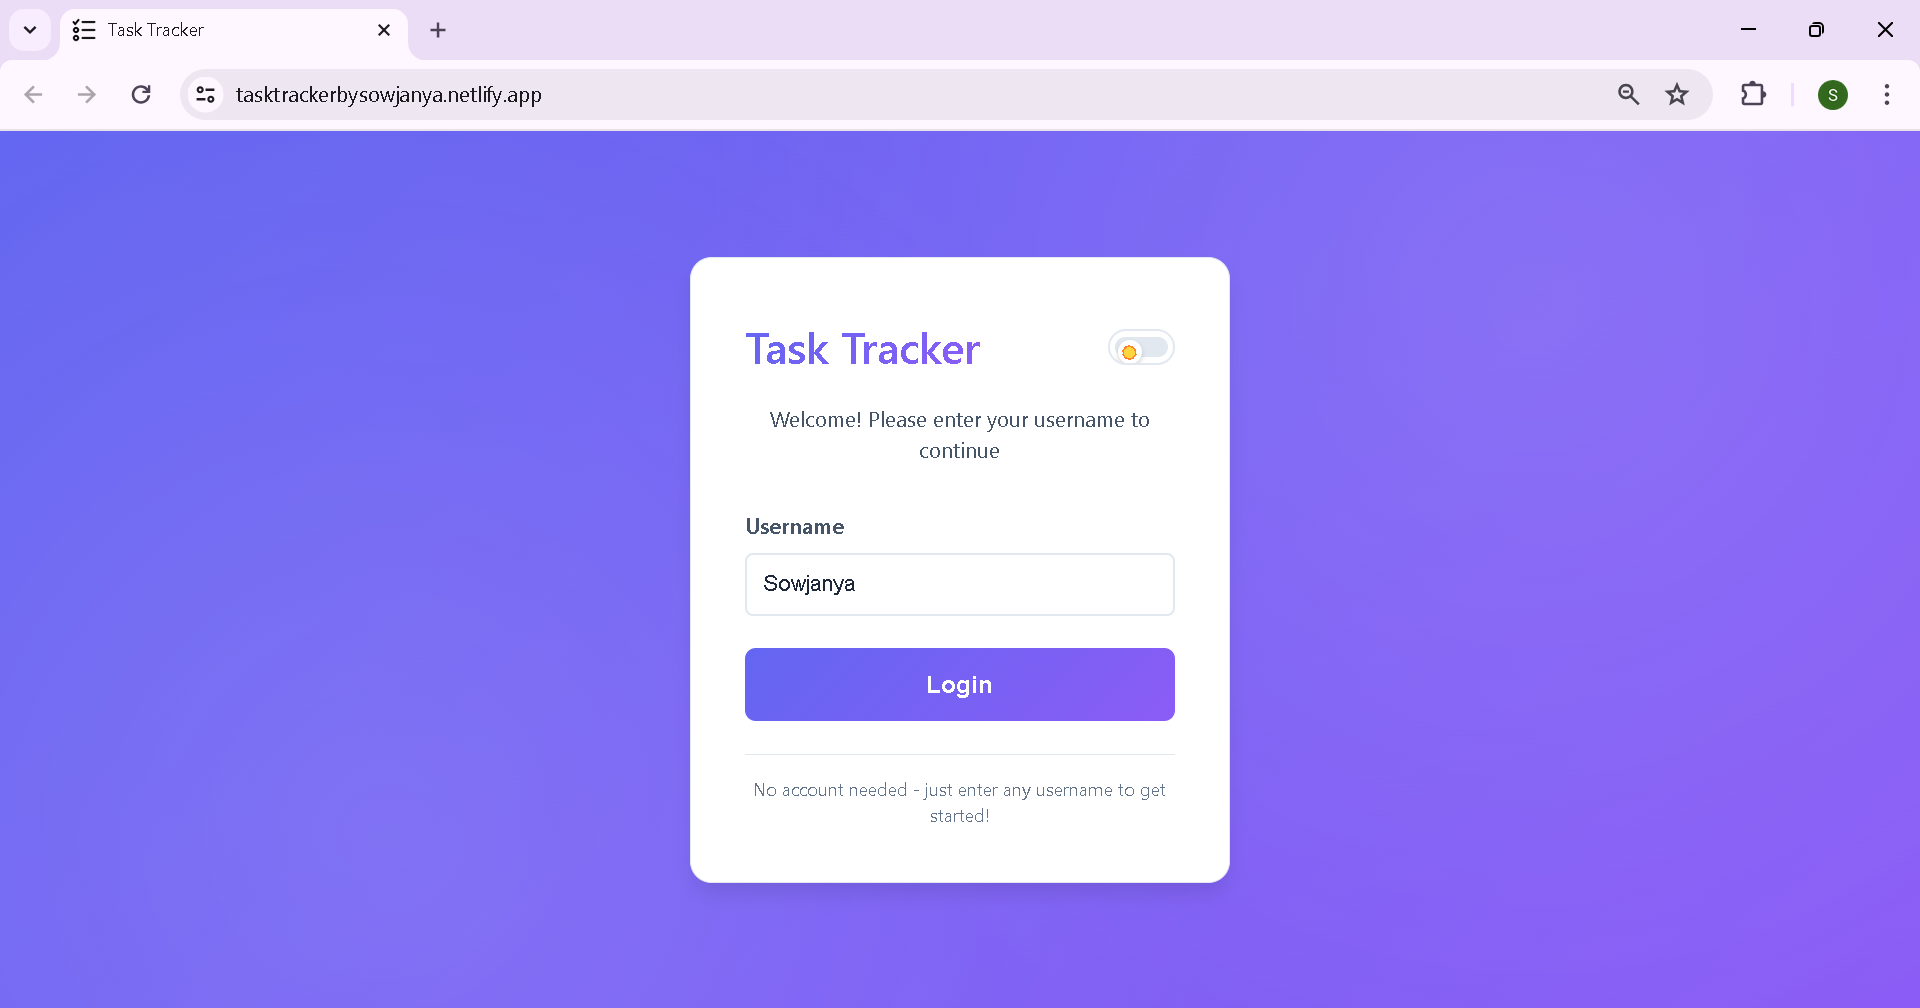 Task Tracker
tasktrackerbysowjanya.netlify.app
S
Task Tracker
Welcome! Please enter your username to
continue
Username
Sowjanya
Login
No account needed - just enter any username to get
started!